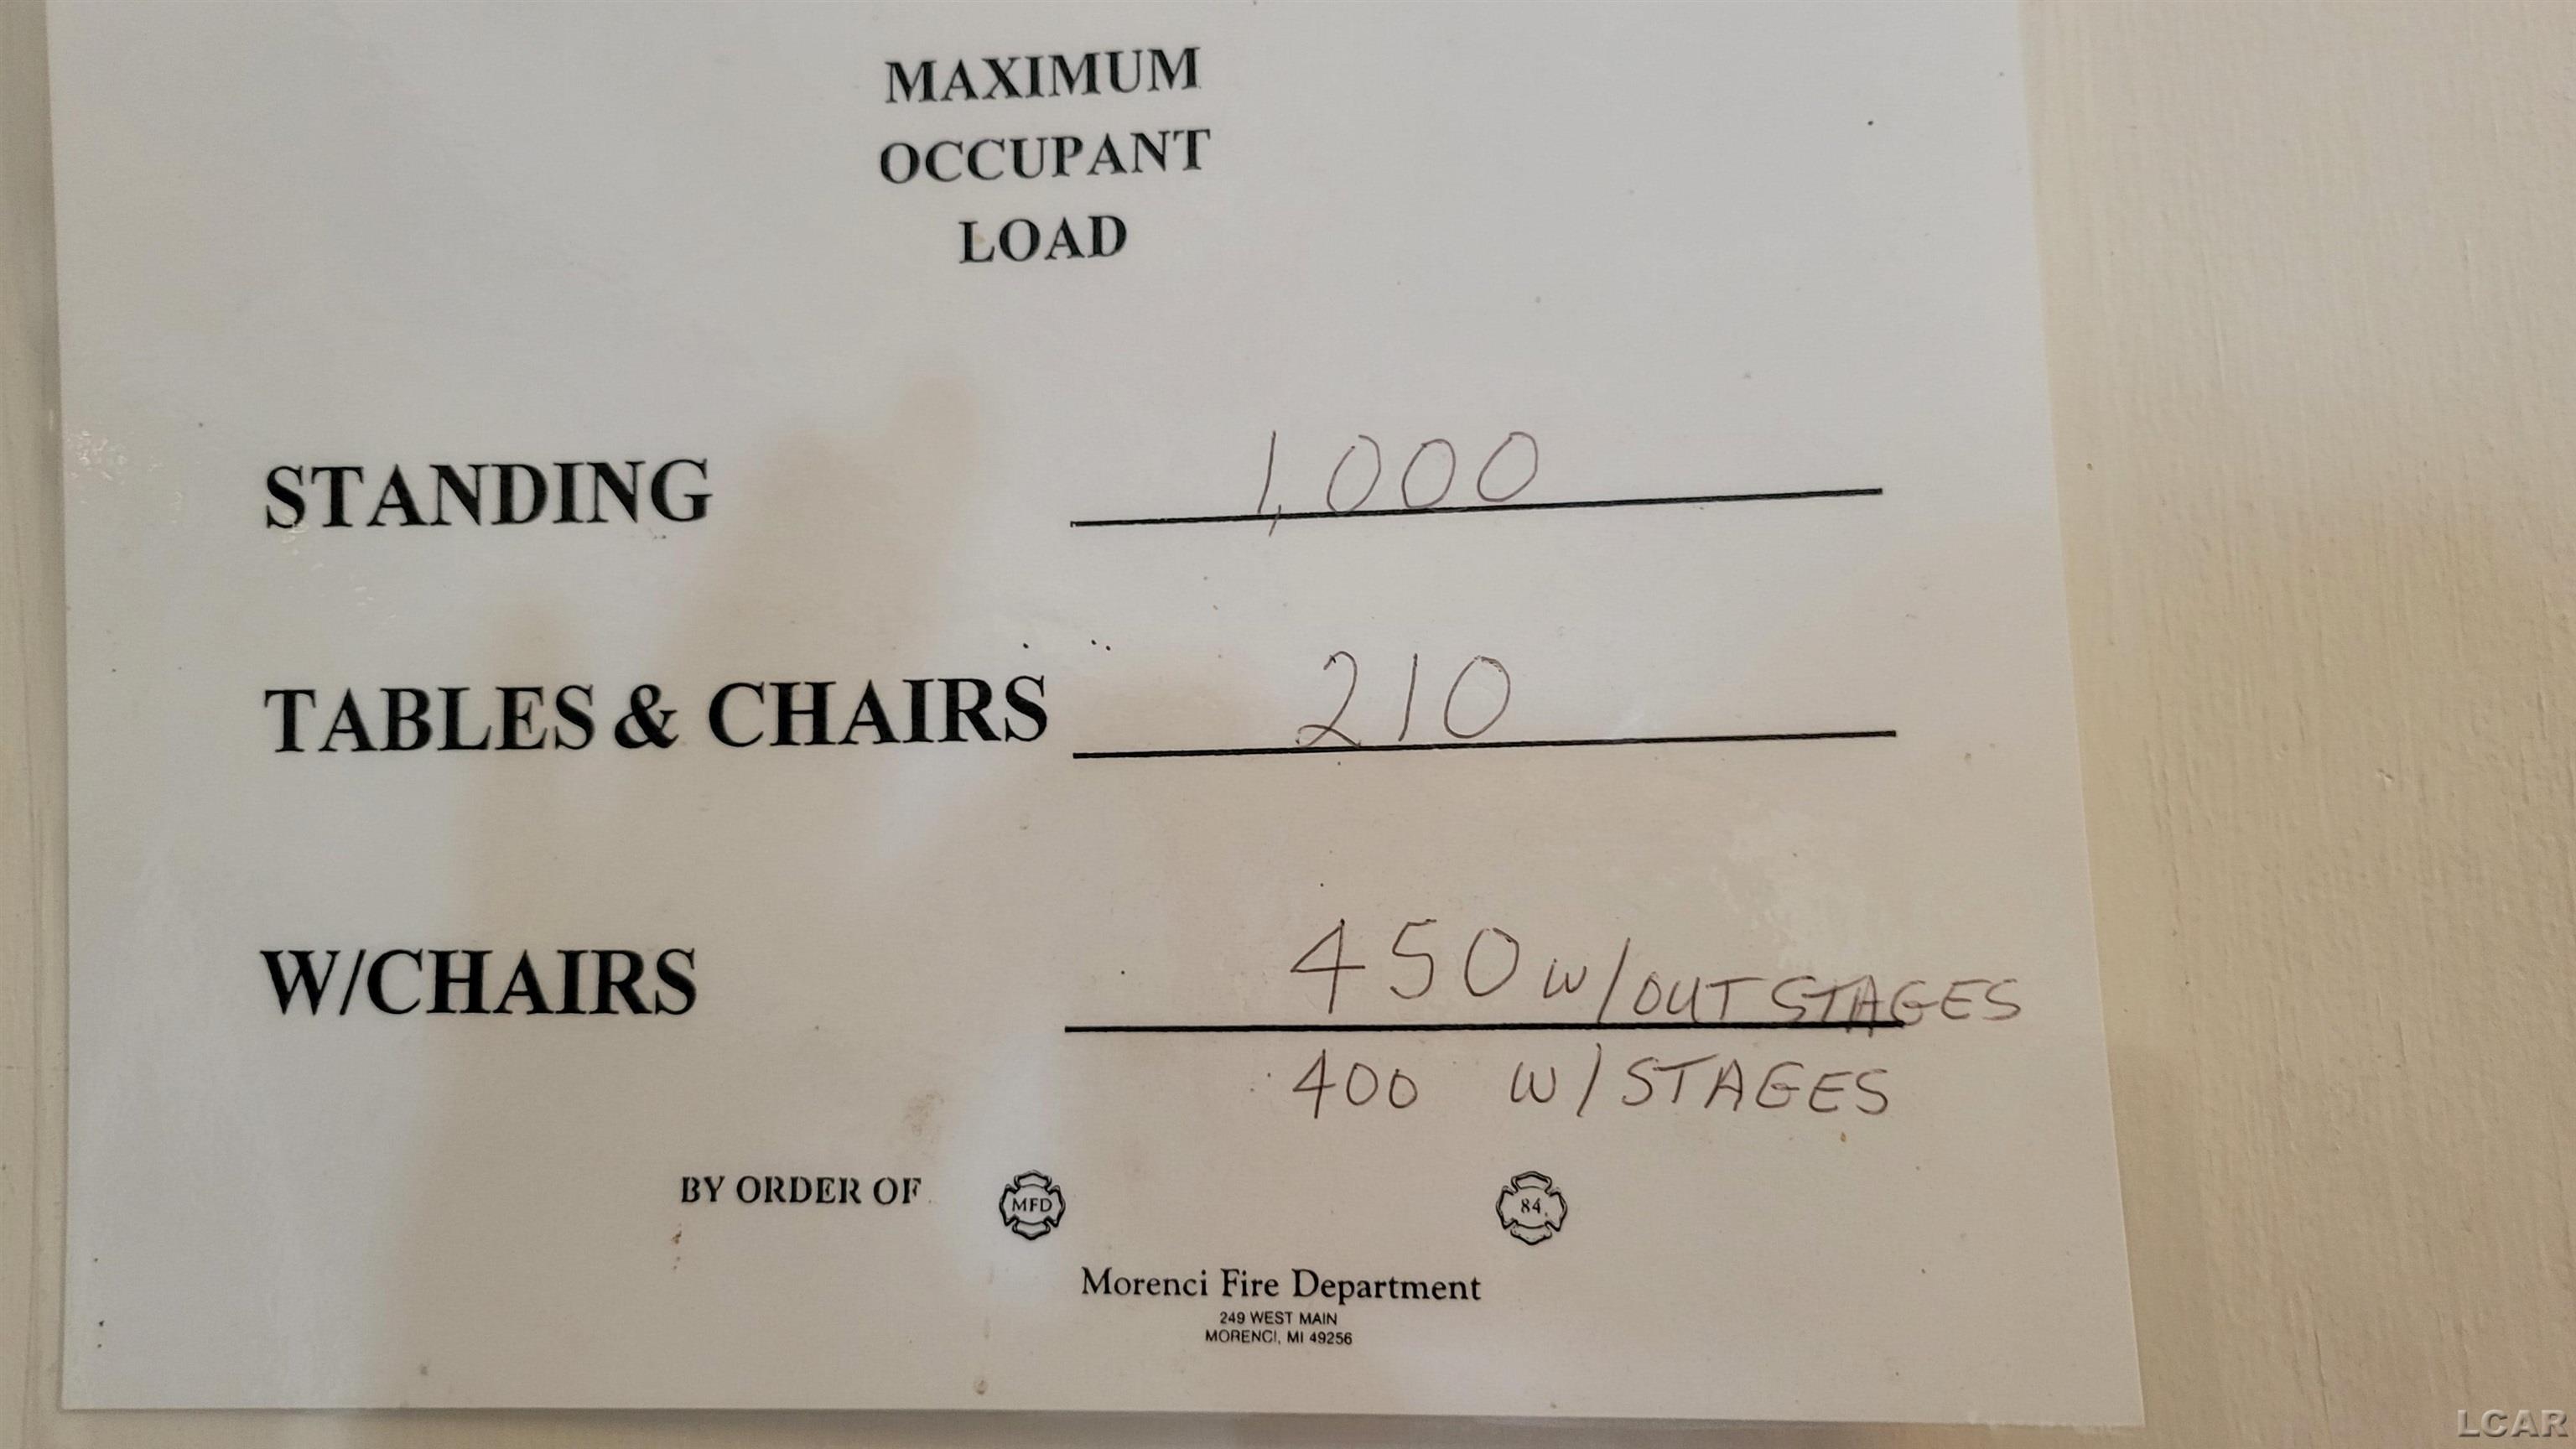 MAXIMUM
OCCUPANT
LOAD
STANDING 1,000
TABLES & CHAIRS 210
W/CHAIRS 450 W/OUT STAGES
400 W/STAGES
BY ORDER OF MFD 84
Morenci Fire Department
249 WEST MAIN
MORENCI, MI 49256
LCAR